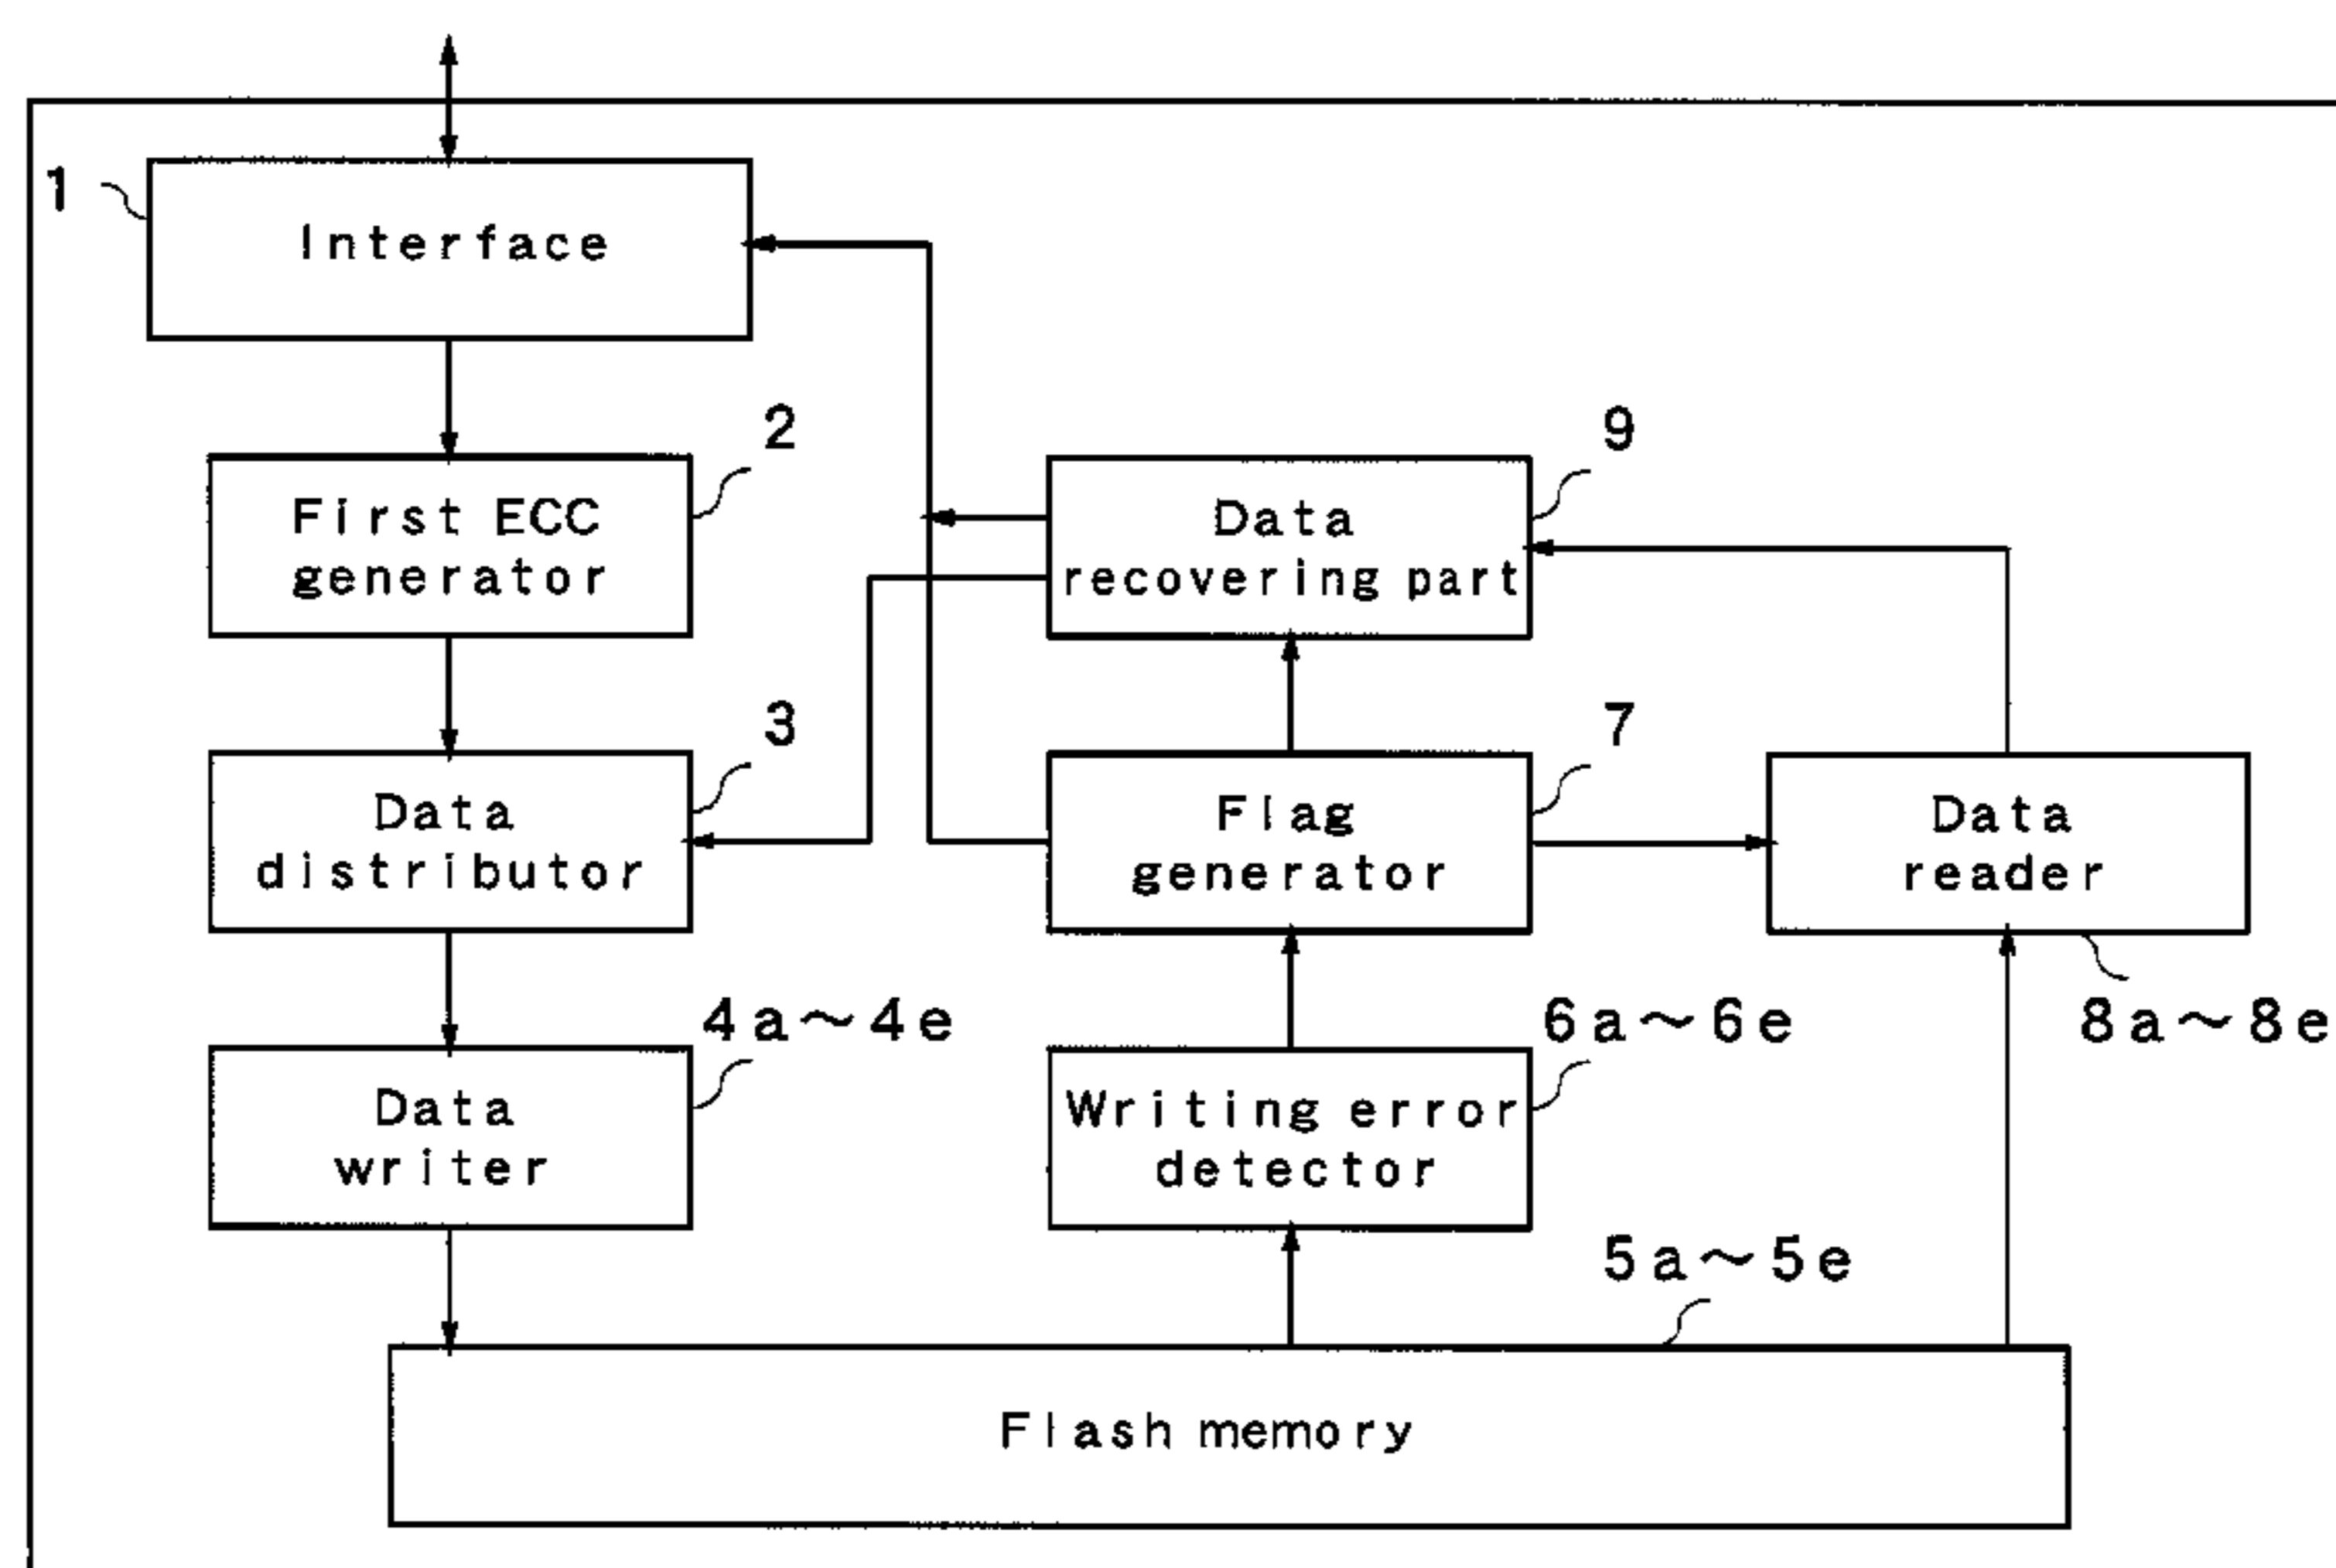 1
Interface
2
First ECC
generator
9
Data
recovering part
3
Data
distributor
7
Flag
generator
Data
reader
4a～4e
Data
writer
6a～6e
Writing error
detector
8a～8e
5a～5e
Flash memory